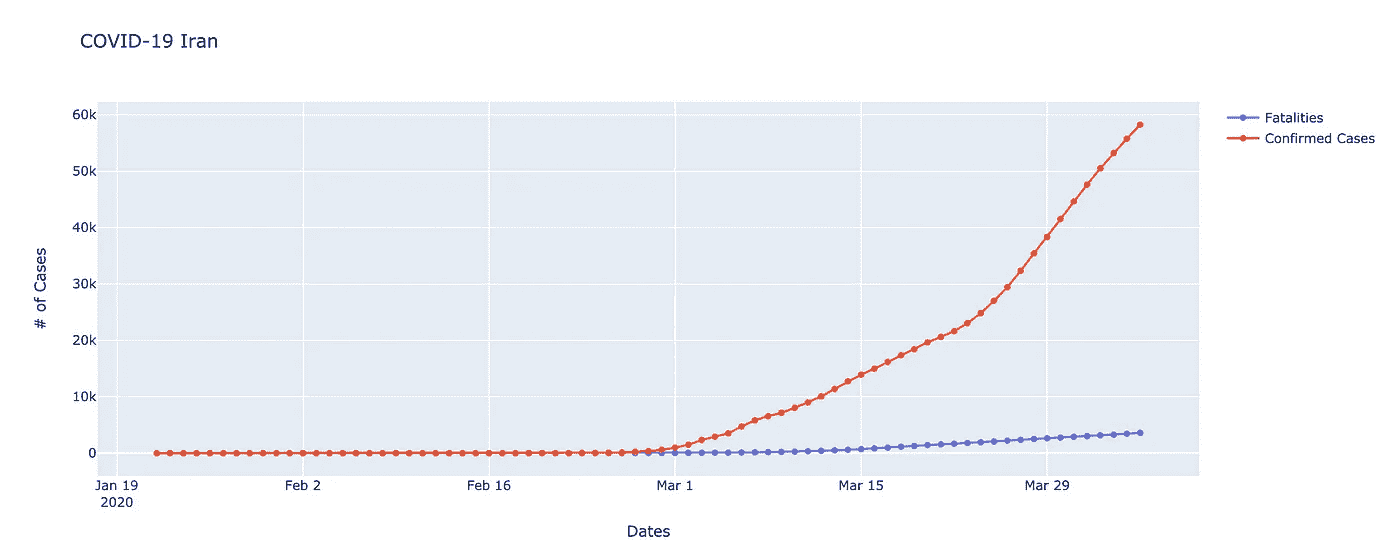 COVID-19 Iran
60k
50k
40k
30k
20k
10k
0
# of Cases
Jan 19
2020
Feb 2
Feb 16
Mar 1
Mar 15
Mar 29
Dates
Fatalities
Confirmed Cases